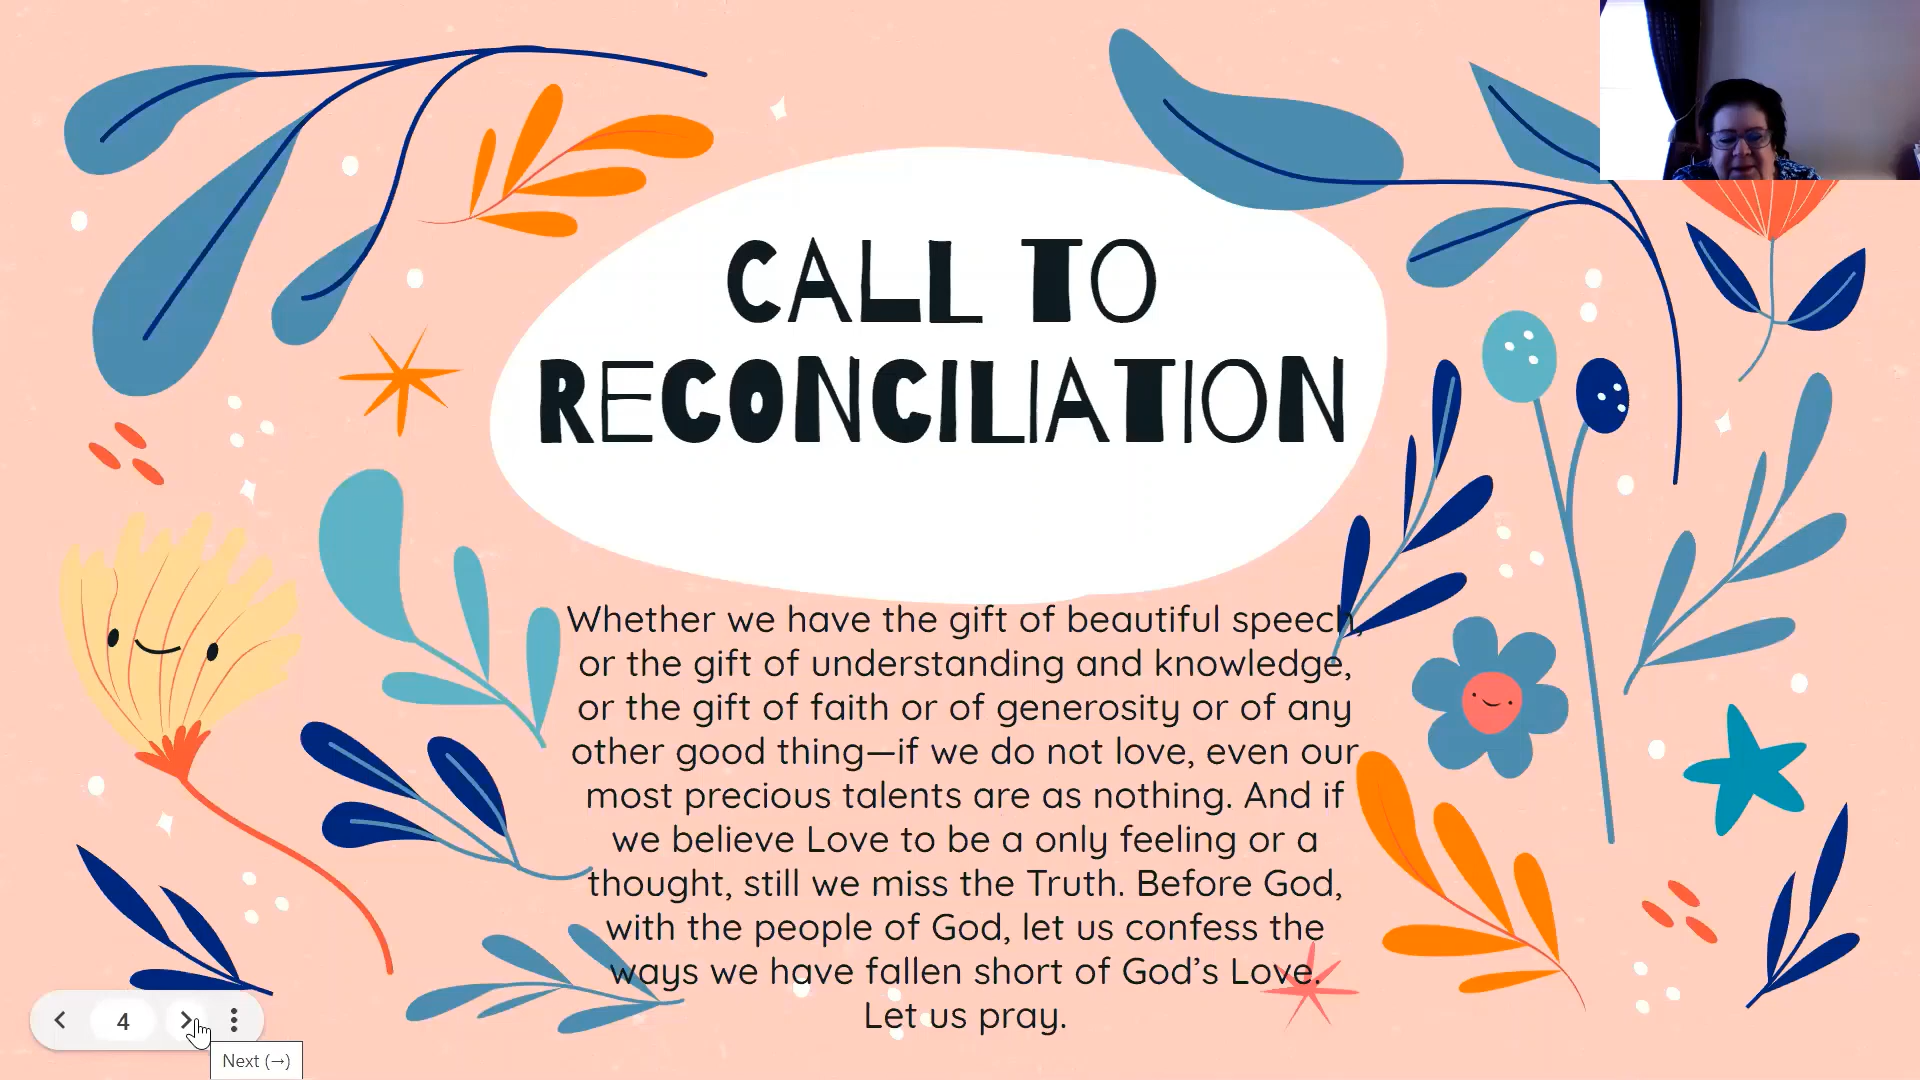 CALL TO
RECONCILIATION
Whether we have the gift of beautiful speech,
or the gift of understanding and knowledge,
or the gift of faith or of generosity or of any
other good thing—if we do not love, even our
most precious talents are as nothing. And if
we believe Love to be a only feeling or a
thought, still we miss the Truth. Before God,
with the people of God, let us confess the
ways we have fallen short of God’s Love.
Let us pray.
4
Next (→)